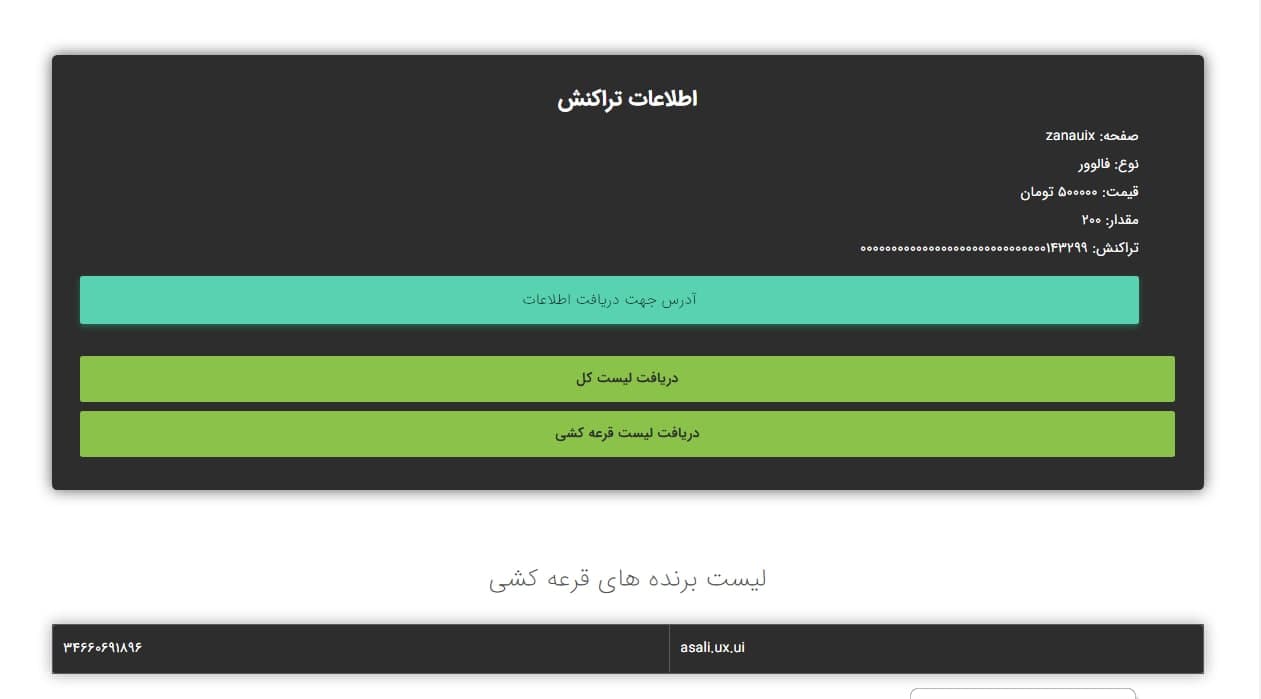 اطلاعات تراکنش
صفحه: zanauix
نوع: فالوور
قیمت: ۵۰۰۰۰۰ تومان
مقدار: ۲۰۰
تراکنش: ۰۰۰۰۰۰۰۰۰۰۰۰۰۰۰۰۰۰۰۰۰۰۰۰۰۰۰۰۰۰۱۴۳۲۹۹
آدرس جهت دریافت اطلاعات
دریافت لیست کل
دریافت لیست قرعه کشی
لیست برنده های قرعه کشی
asali.ux.ui
۳۴۶۶۰۶۹۱۸۹۶